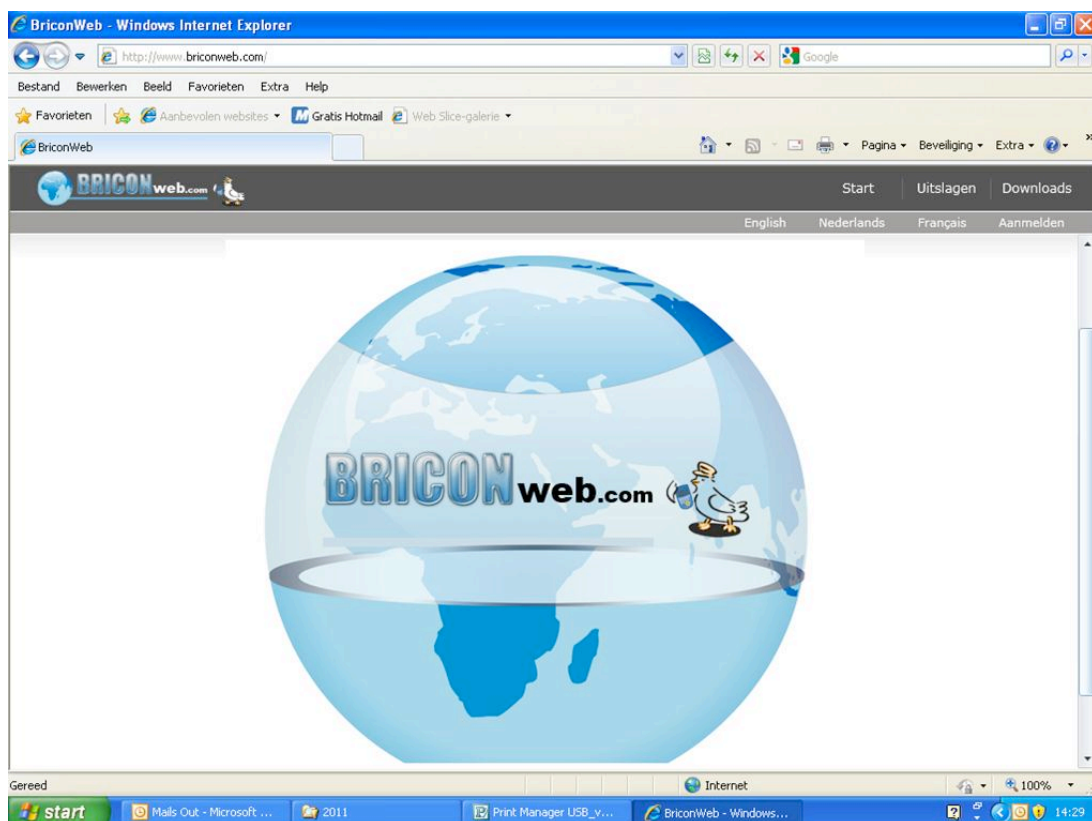 BriconWeb - Windows Internet Explorer
http://www.briconweb.com/
Google
Bestand Bewerken Beeld Favorieten Extra Help
Favorieten Aanbevolen websites Gratis Hotmail Web Slice-galerie
BriconWeb Pagina Beveiliging Extra
BRICONweb.com Start Uitslagen Downloads
English Nederlands Français Aanmelden
BRICONweb.com
Gereed Internet 100%
start Mails Out - Microsoft ... 2011 Print Manager USB_v... BriconWeb - Windows... 14:29